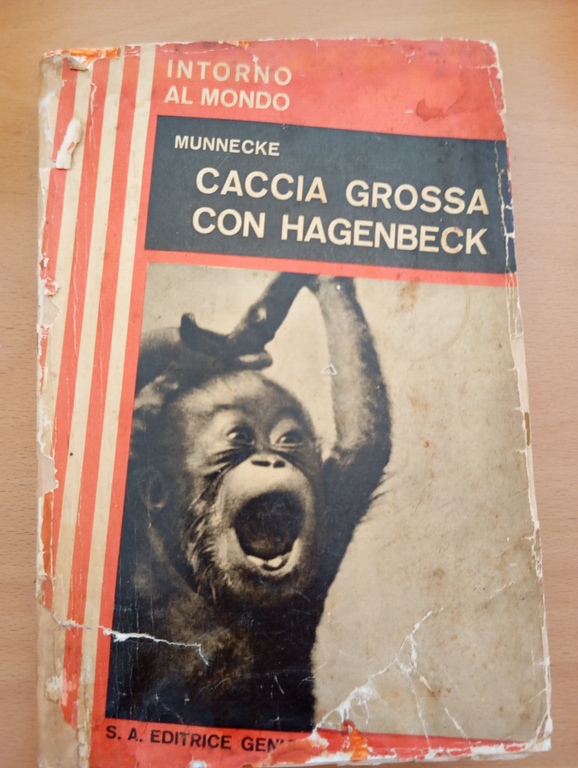 INTORNO
AL MONDO
MUNNECKE
CACCIA GROSSA
CON HAGENBECK
S. A. EDITRICE